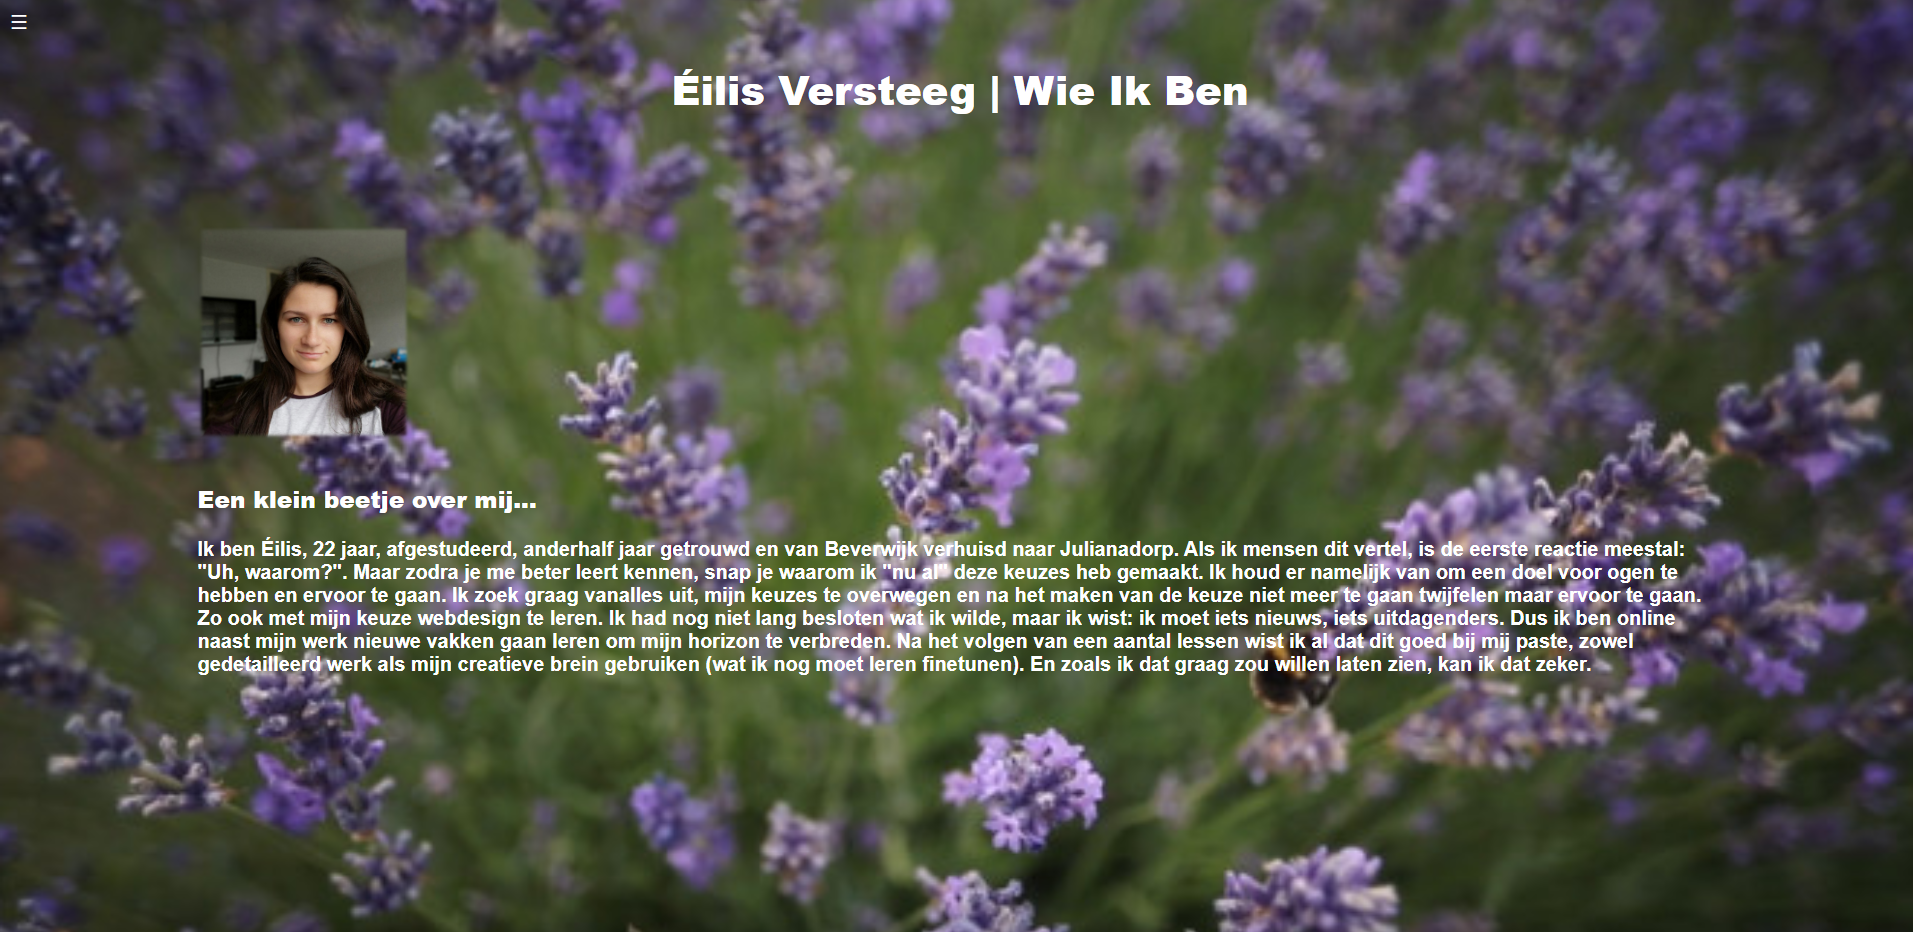 Éilis Versteeg | Wie Ik Ben
Een klein beetje over mij...
Ik ben Éilis, 22 jaar, afgestudeerd, anderhalf jaar getrouwd en van Beverwijk verhuisd naar Julianadorp. Als ik mensen dit vertel, is de eerste reactie meestal:
"Uh, waarom?". Maar zodra je me beter leert kennen, snap je waarom ik "nu al" deze keuzes heb gemaakt. Ik houd er namelijk van om een doel voor ogen te
hebben en ervoor te gaan. Ik zoek graag vanalles uit, mijn keuzes te overwegen en na het maken van de keuze niet meer te gaan twijfelen maar ervoor te gaan.
Zo ook met mijn keuze webdesign te leren. Ik had nog niet lang besloten wat ik wilde, maar ik wist: ik moet iets nieuws, iets uitdagenders. Dus ik ben online
naast mijn werk nieuwe vakken gaan leren om mijn horizon te verbreden. Na het volgen van een aantal lessen wist ik al dat dit goed bij mij paste, zowel
gedetailleerd werk als mijn creatieve brein gebruiken (wat ik nog moet leren finetunen). En zoals ik dat graag zou willen laten zien, kan ik dat zeker.